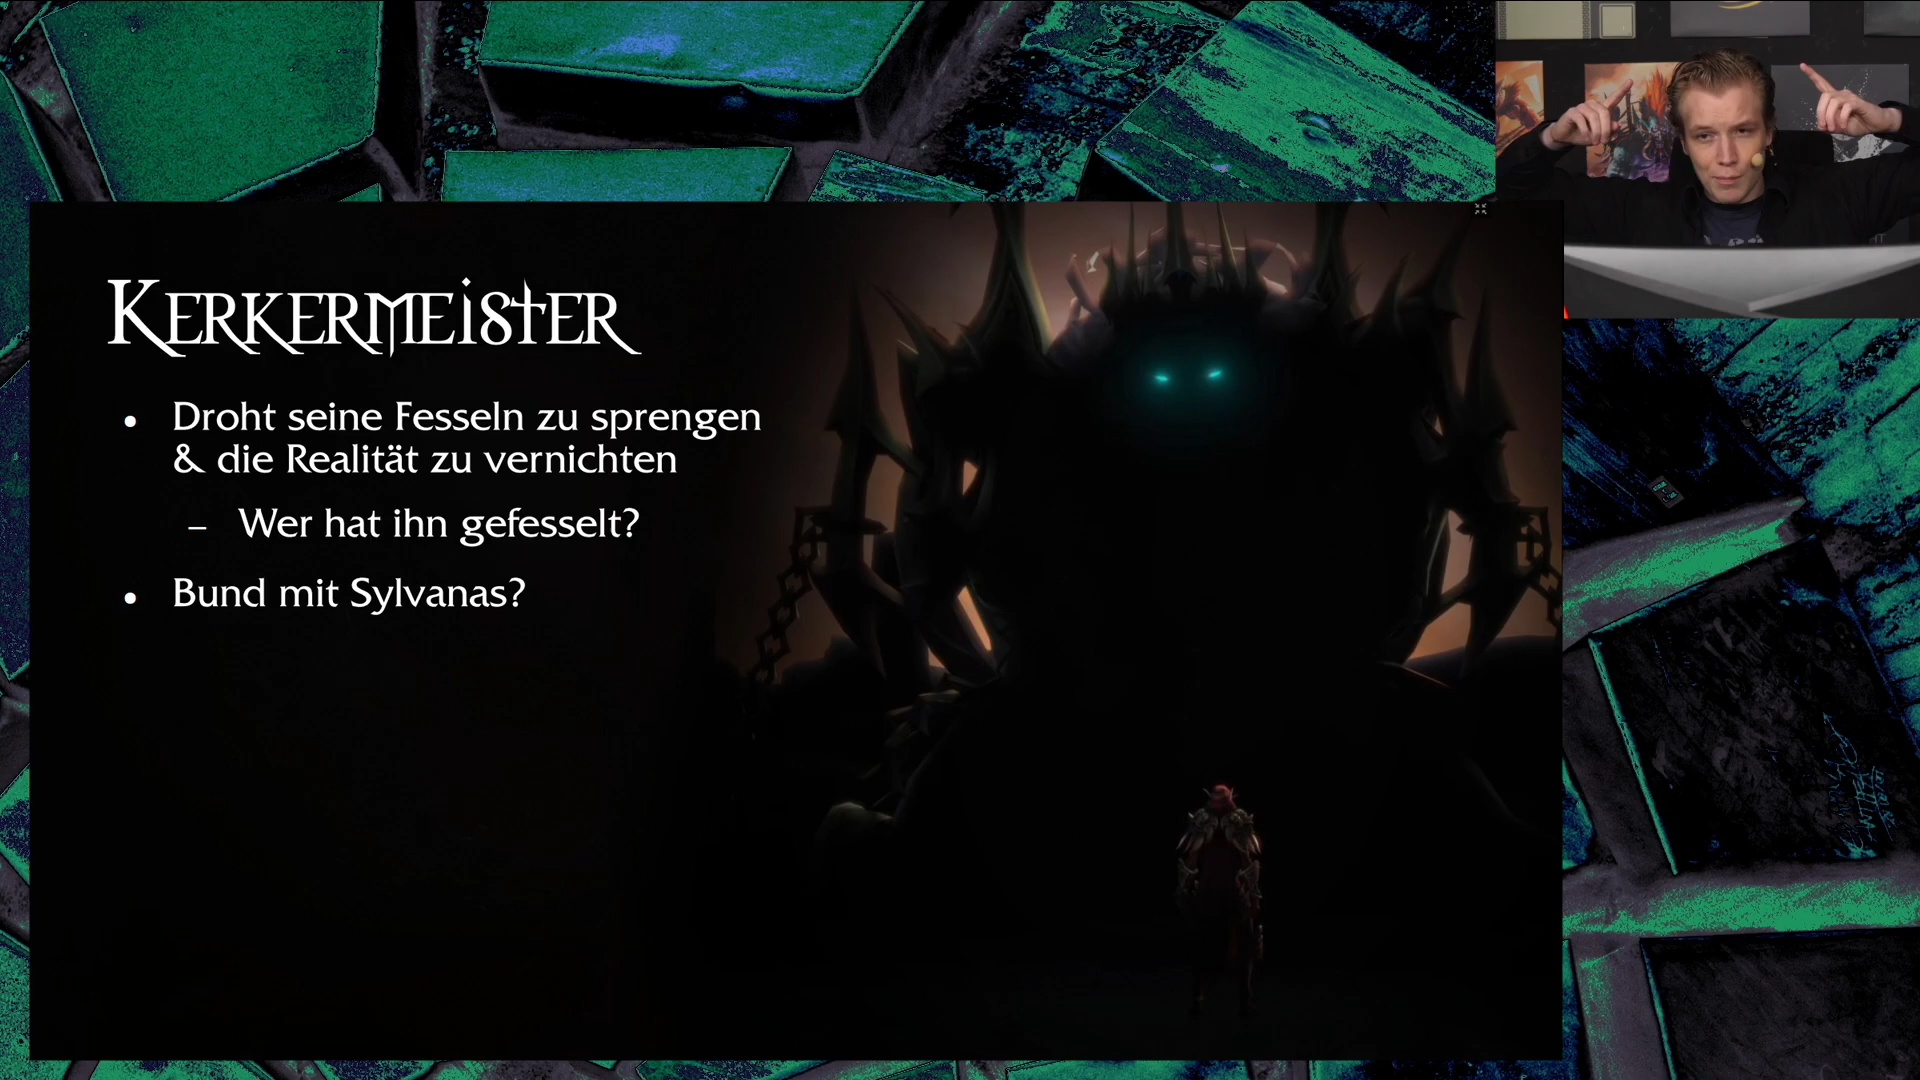 KERKERMEISTER
• Droht seine Fesseln zu sprengen
& die Realität zu vernichten
– Wer hat ihn gefesselt?
• Bund mit Sylvanas?